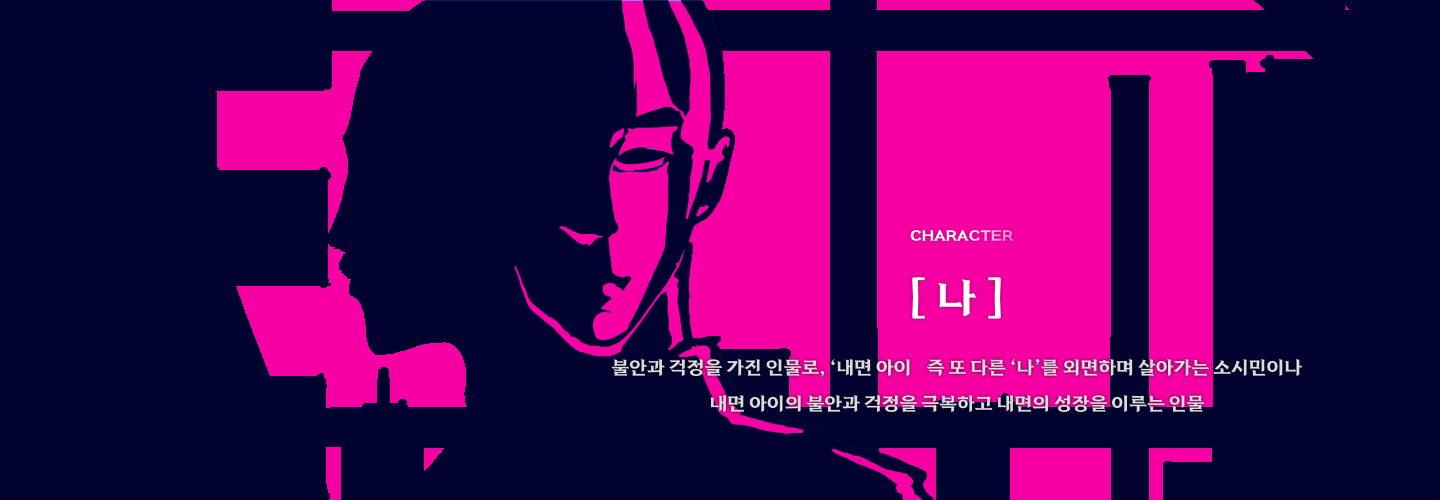 CHARACTER
[ 나 ]
불안과 걱정을 가진 인물로, ‘내면 아이 즉 또 다른 ‘나’를 외면하며 살아가는 소시민이나
내면 아이의 불안과 걱정을 극복하고 내면의 성장을 이루는 인물